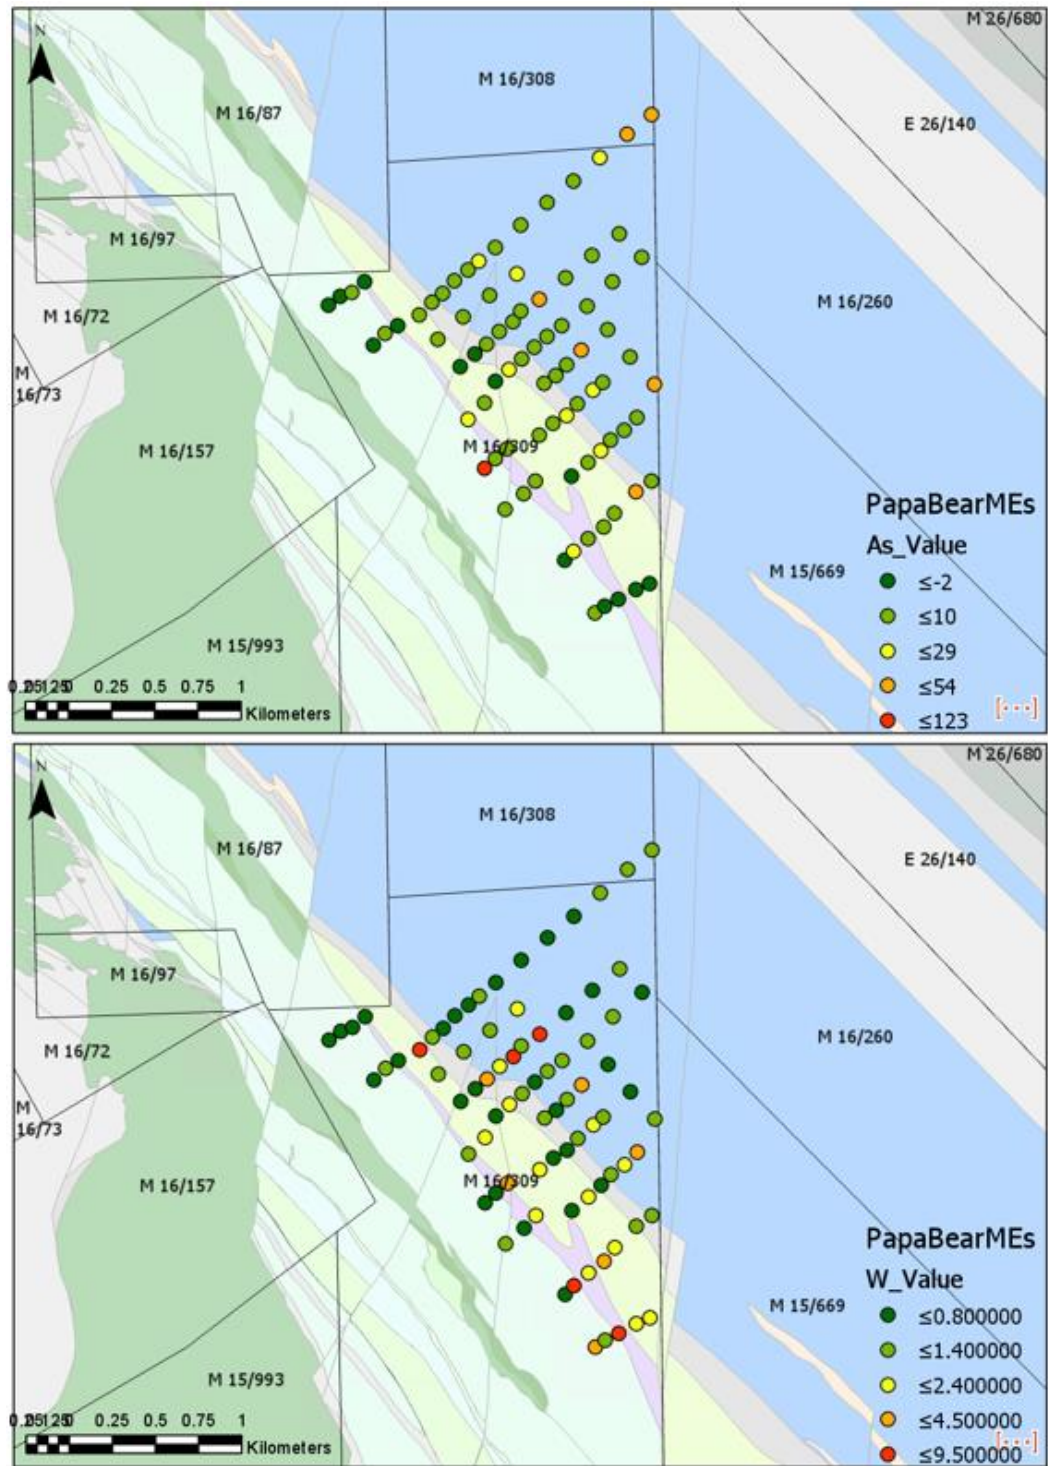 M 26/680
N
M 16/308
M 16/87
E 26/140
M 16/97
M 16/260
M 16/72
M
16/73
M 16/309
M 16/157
PapaBearMEs
As_Value
M 15/669
≤-2
≤10
≤29
M 15/993
≤54
0.25 0.5 0.75 1
Kilometers
≤123
[···]
M 26/680
N
M 16/308
M 16/87
E 26/140
M 16/97
M 16/260
M 16/72
M
16/73
M 16/309
M 16/157
PapaBearMEs
W_Value
M 15/669
≤0.800000
≤1.400000
M 15/993
≤2.400000
≤4.500000
0.25 0.5 0.75 1
Kilometers
≤9.500000
[···]